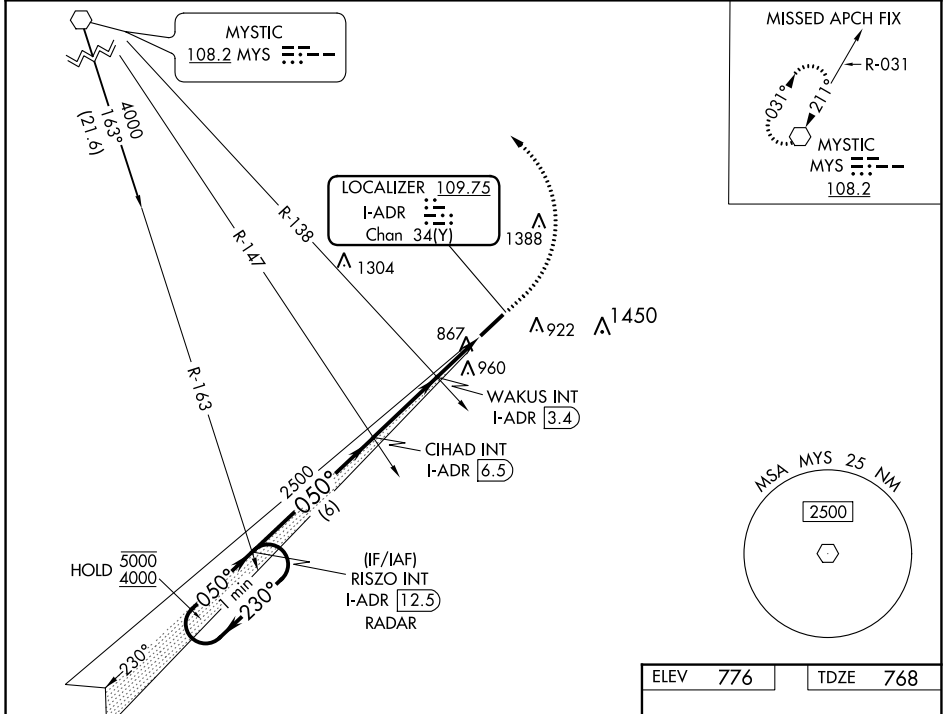 MYSTIC
108.2 MYS
MISSED APCH FIX
R-031
031°
211°
MYSTIC
MYS
108.2
4000
163°
(21.6)
LOCALIZER 109.75
I-ADR
Chan 34(Y)
R-138
R-147
R-163
1304
1388
867
922
1450
960
WAKUS INT
I-ADR 3.4
CIHAD INT
I-ADR 6.5
2500
050°
(6)
(IF/IAF)
RISZO INT
I-ADR 12.5
RADAR
HOLD 5000
4000
050°
1 min
230°
230°
MSA MYS 25 NM
2500
ELEV 776
TDZE 768